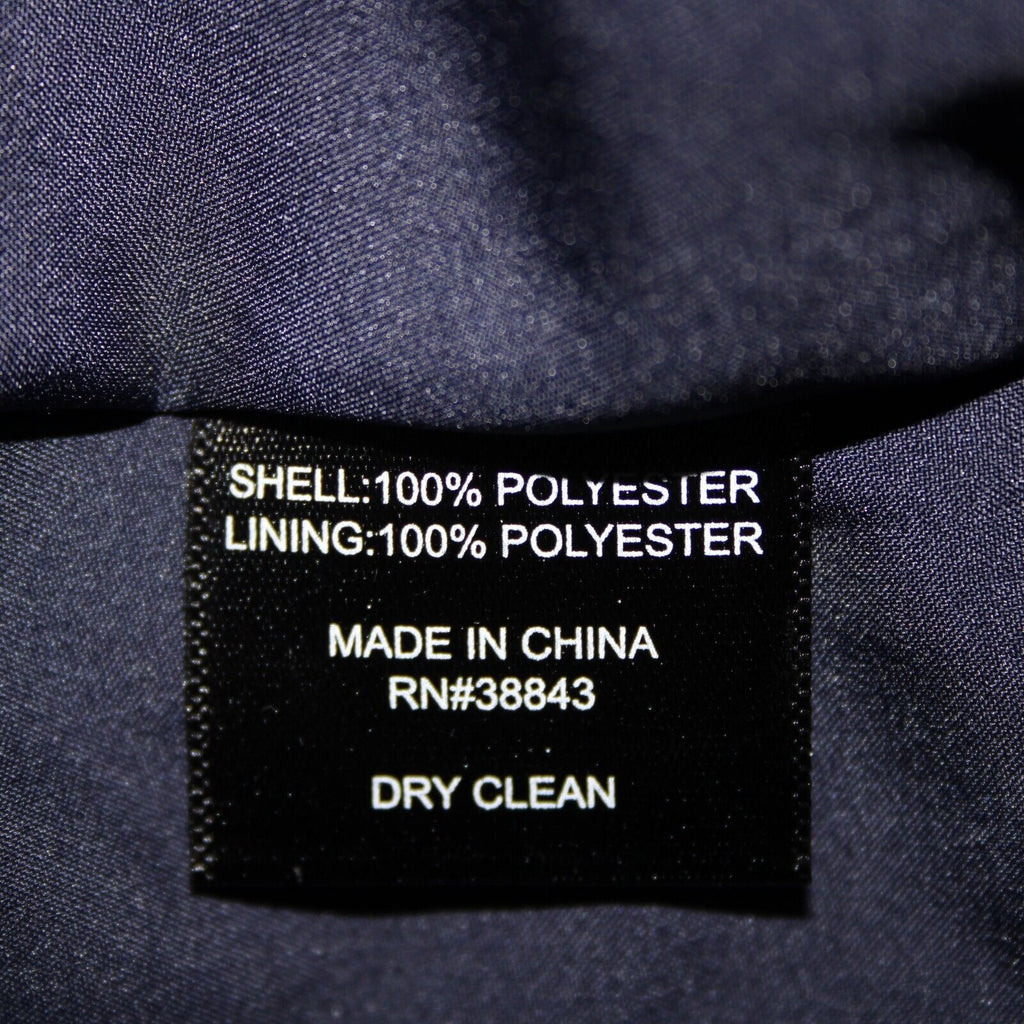 SHELL:100% POLYESTER
LINING:100% POLYESTER
MADE IN CHINA
RN#38843
DRY CLEAN